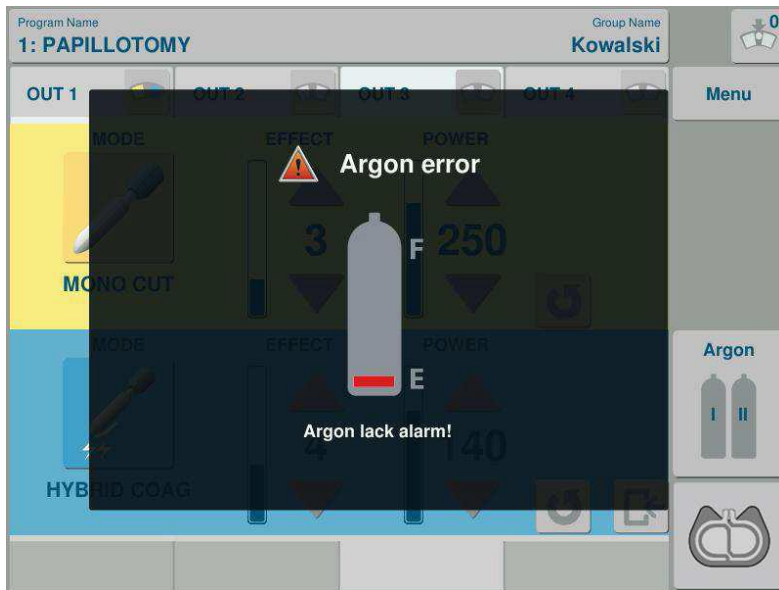 Program Name
1: PAPILLOTOMY
Group Name
Kowalski
0
OUT 1
OUT 2
OUT 3
OUT 4
Menu
MODE
EFFECT
POWER
Argon error
3
F
250
MONO CUT
MODE
EFFECT
POWER
Argon
E
I
II
Argon lack alarm!
4
140
HYBRID COAG